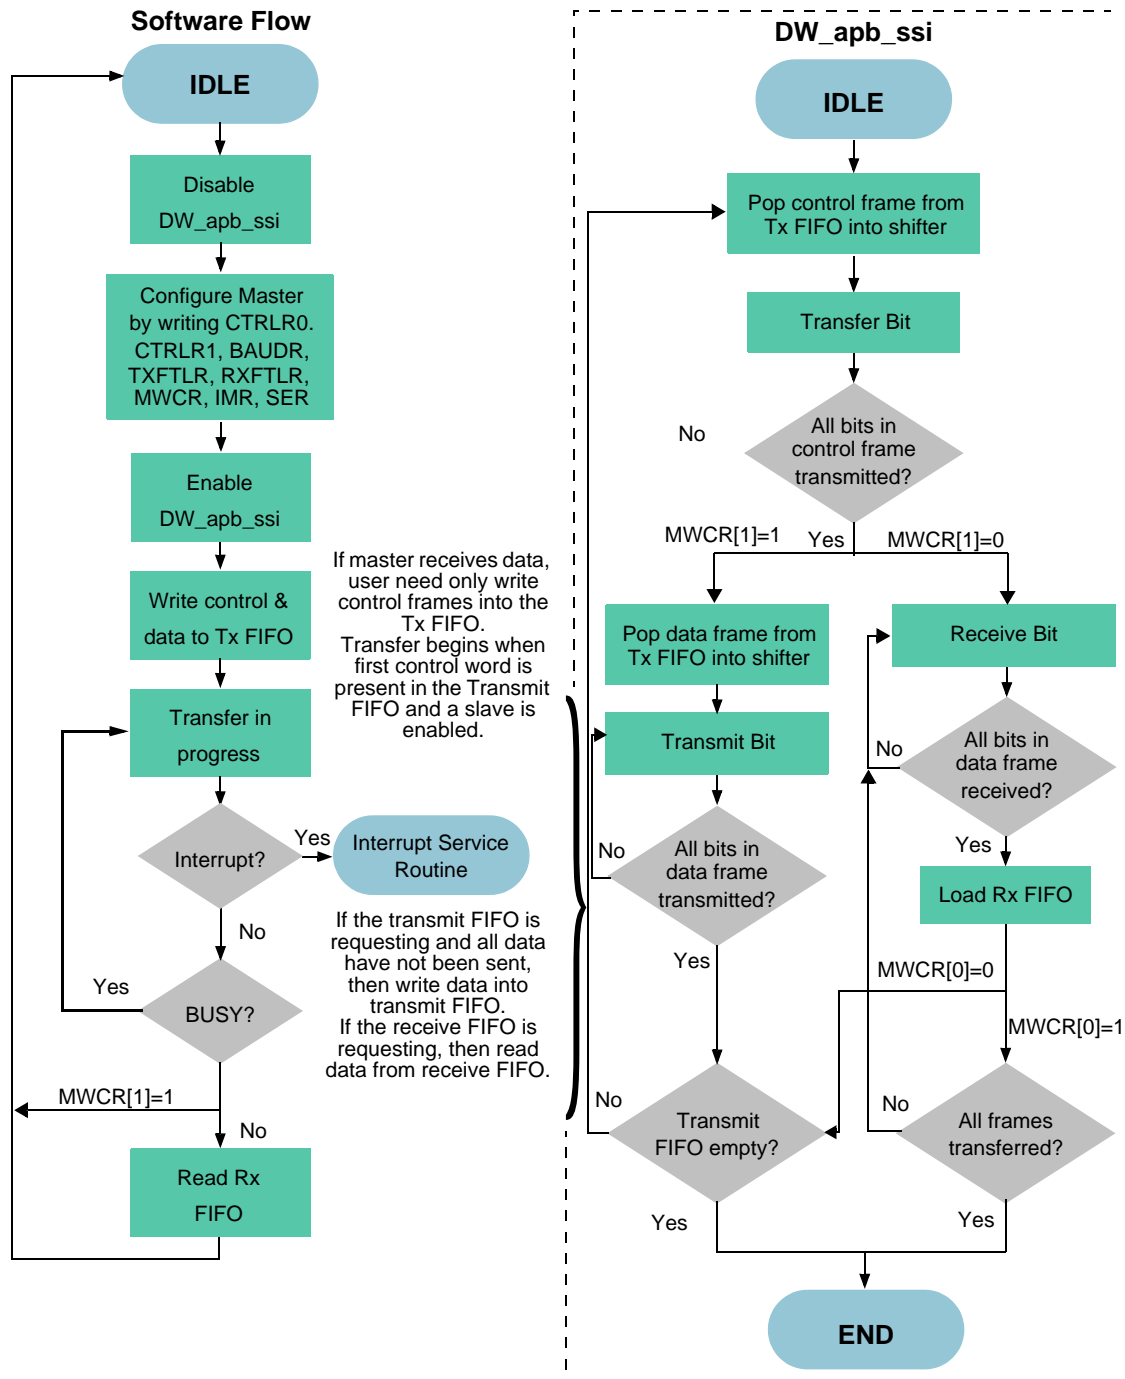 Software Flow
IDLE
Disable
DW_apb_ssi
Configure Master
by writing CTRLR0.
CTRLR1, BAUDR,
TXFTLR, RXFTLR,
MWCR, IMR, SER
Enable
DW_apb_ssi
Write control &
data to Tx FIFO
If master receives data,
user need only write
control frames into the
Tx FIFO.
Transfer begins when
first control word is
present in the Transmit
FIFO and a slave is
enabled.
Transfer in
progress
Interrupt?
Yes
Interrupt Service
Routine
No
If the transmit FIFO is
requesting and all data
have not been sent,
then write data into
transmit FIFO.
If the receive FIFO is
requesting, then read
data from receive FIFO.
Yes
BUSY?
MWCR[1]=1
No
Read Rx
FIFO
DW_apb_ssi
IDLE
Pop control frame from
Tx FIFO into shifter
Transfer Bit
No
All bits in
control frame
transmitted?
MWCR[1]=1
Yes
MWCR[1]=0
Pop data frame from
Tx FIFO into shifter
Transmit Bit
No
All bits in
data frame
transmitted?
Yes
Receive Bit
No
All bits in
data frame
received?
Yes
Load Rx FIFO
MWCR[0]=0
MWCR[0]=1
No
Transmit
FIFO empty?
Yes
No
All frames
transferred?
Yes
END